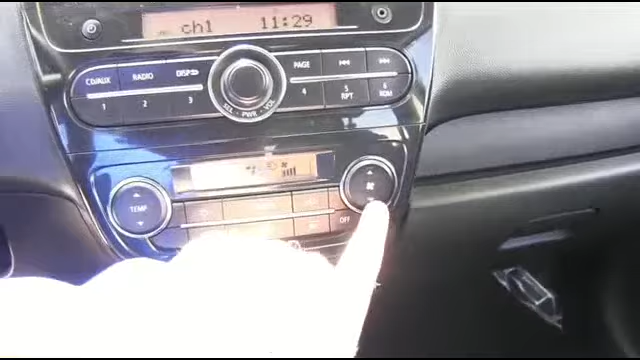 ch1 11:29
CD/AUX RADIO DISP PAGE
1 2 3 4 5 RPT 6 RDM
SEL · PWR · VOL
TEMP
OFF